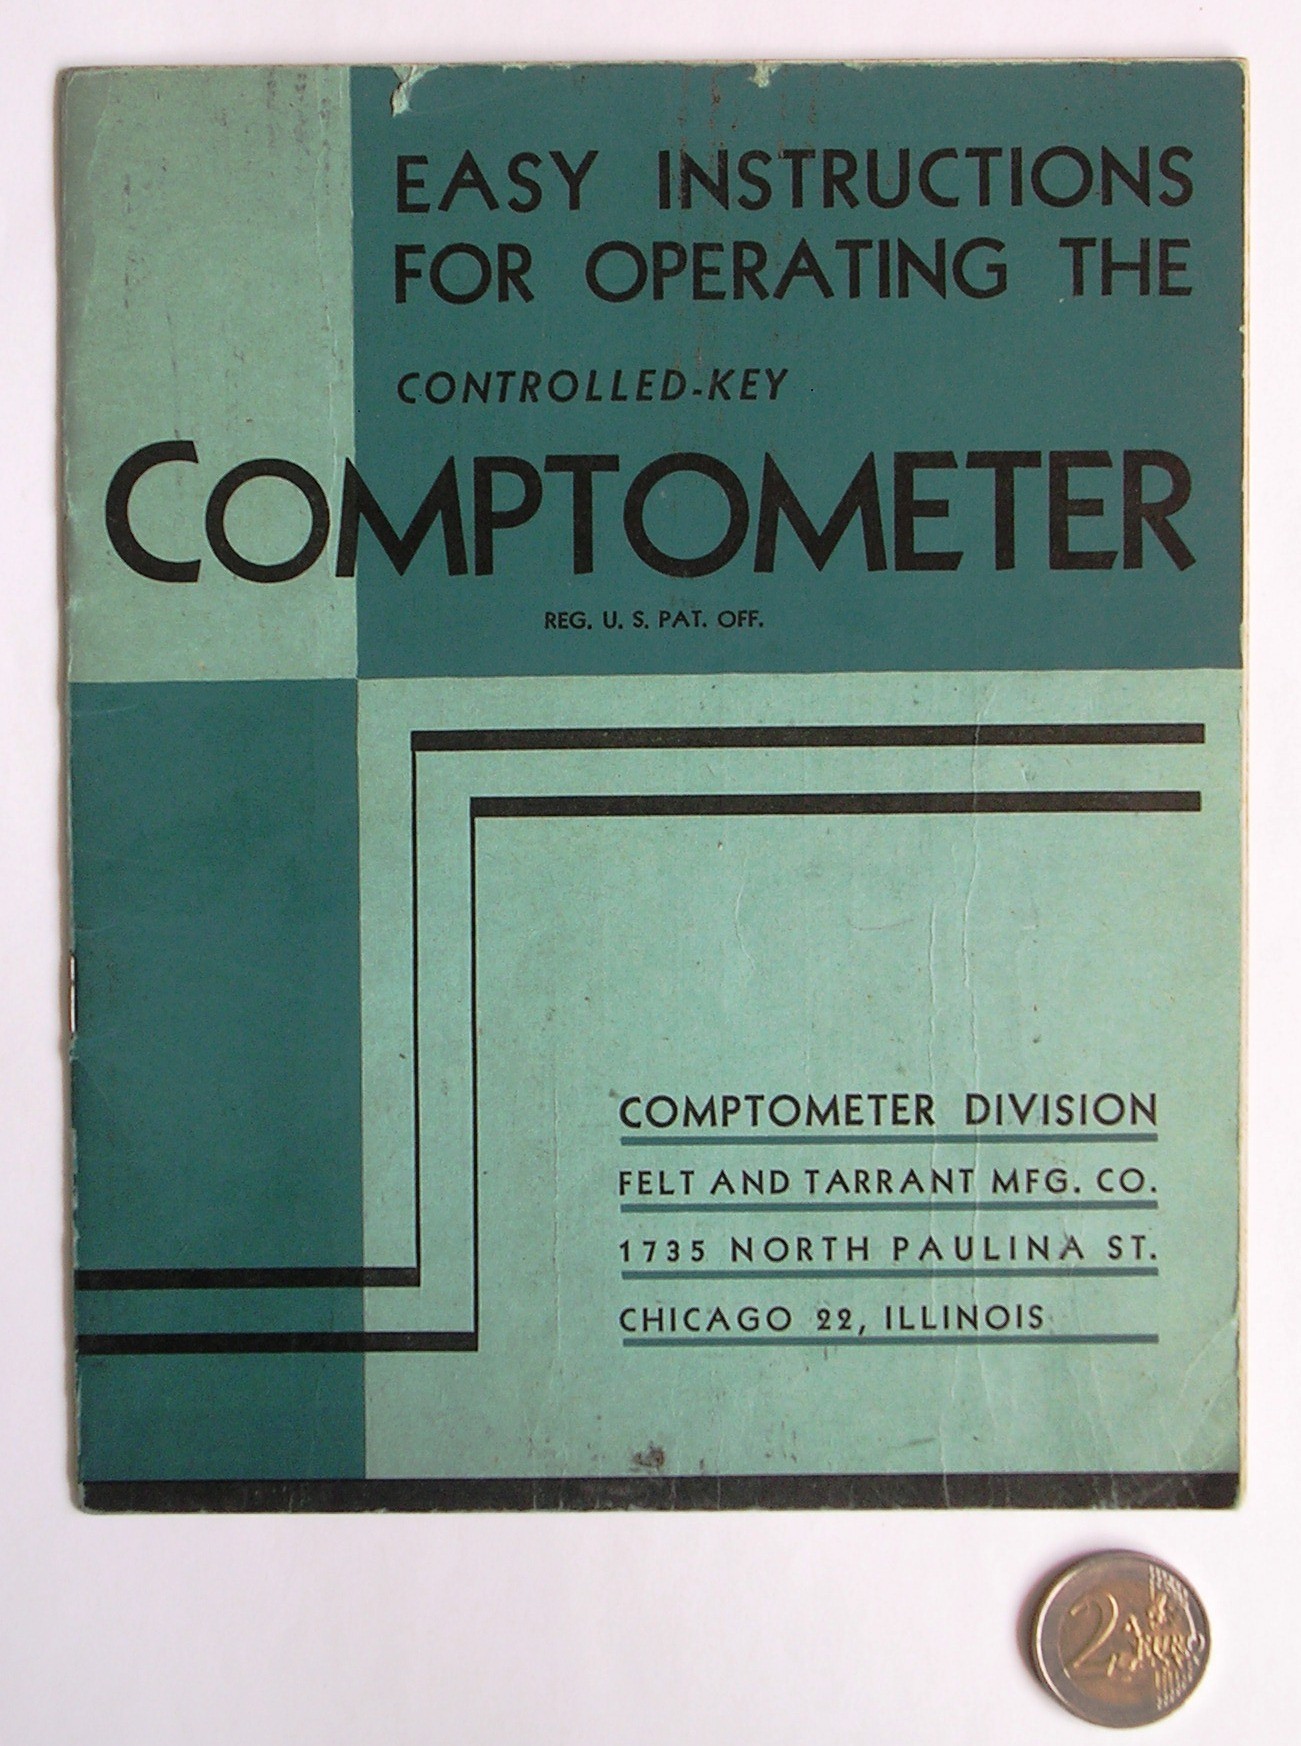 EASY INSTRUCTIONS
FOR OPERATING THE
CONTROLLED-KEY
COMPTOMETER
REG. U. S. PAT. OFF.
COMPTOMETER DIVISION
FELT AND TARRANT MFG. CO.
1735 NORTH PAULINA ST.
CHICAGO 22, ILLINOIS
2 EURO